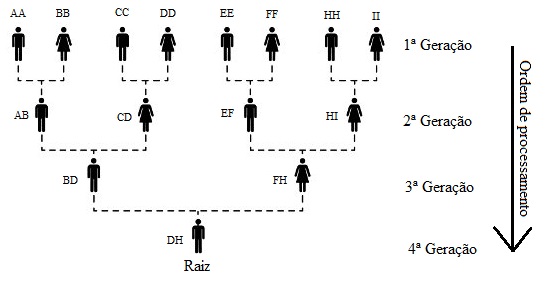 AA BB CC DD EE FF HH II
1ª Geração
AB CD EF HI
2ª Geração
BD FH
3ª Geração
DH
4ª Geração
Raiz
Ordem de processamento